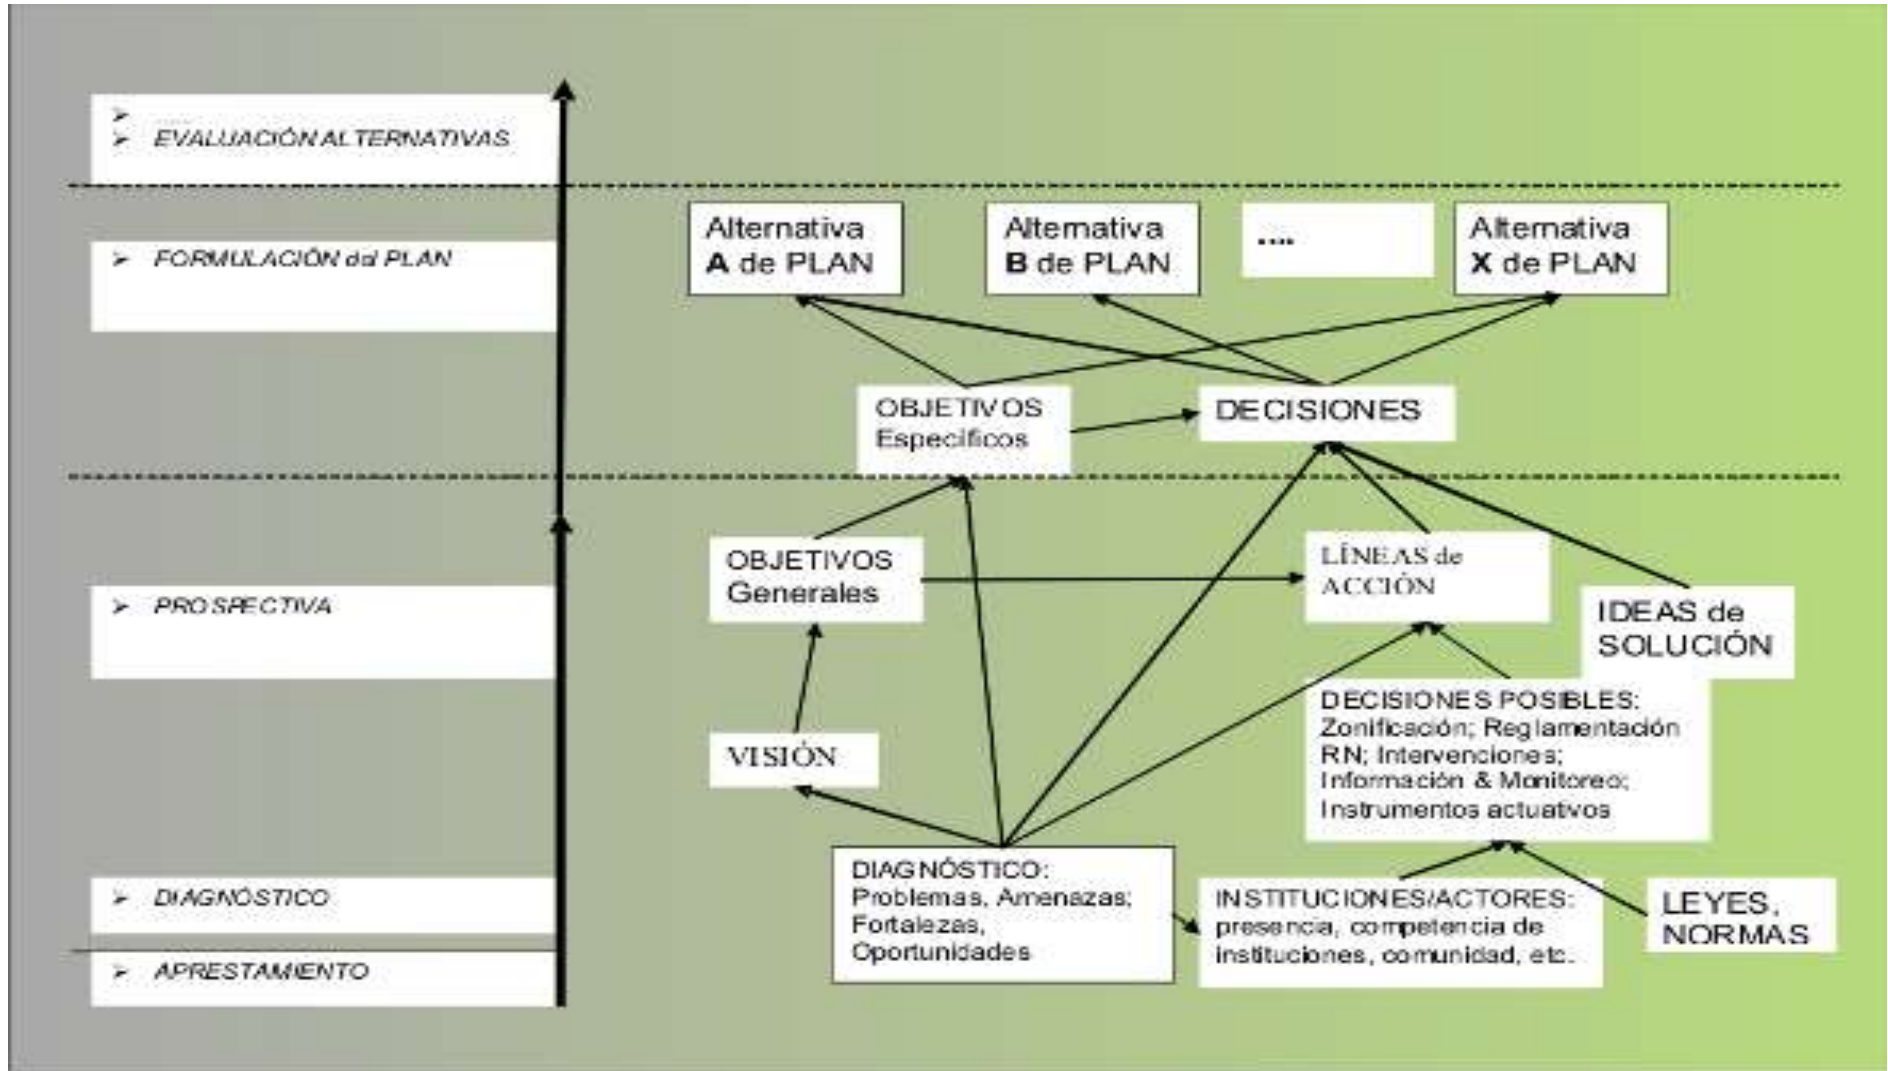 ....
EVALUACIÓN ALTERNATIVAS
FORMULACIÓN del PLAN
PROSPECTIVA
DIAGNÓSTICO
APRESTAMIENTO
Alternativa
A de PLAN
Alternativa
B de PLAN
....
Alternativa
X de PLAN
OBJETIVOS
Específicos
DECISIONES
OBJETIVOS
Generales
LÍNEAS de
ACCIÓN
IDEAS de
SOLUCIÓN
VISIÓN
DECISIONES POSIBLES:
Zonificación; Reglamentación
RN; Intervenciones;
Información & Monitoreo;
Instrumentos actuativos
DIAGNÓSTICO:
Problemas, Amenazas;
Fortalezas,
Oportunidades
INSTITUCIONES/ACTORES:
presencia, competencia de
instituciones, comunidad, etc.
LEYES,
NORMAS